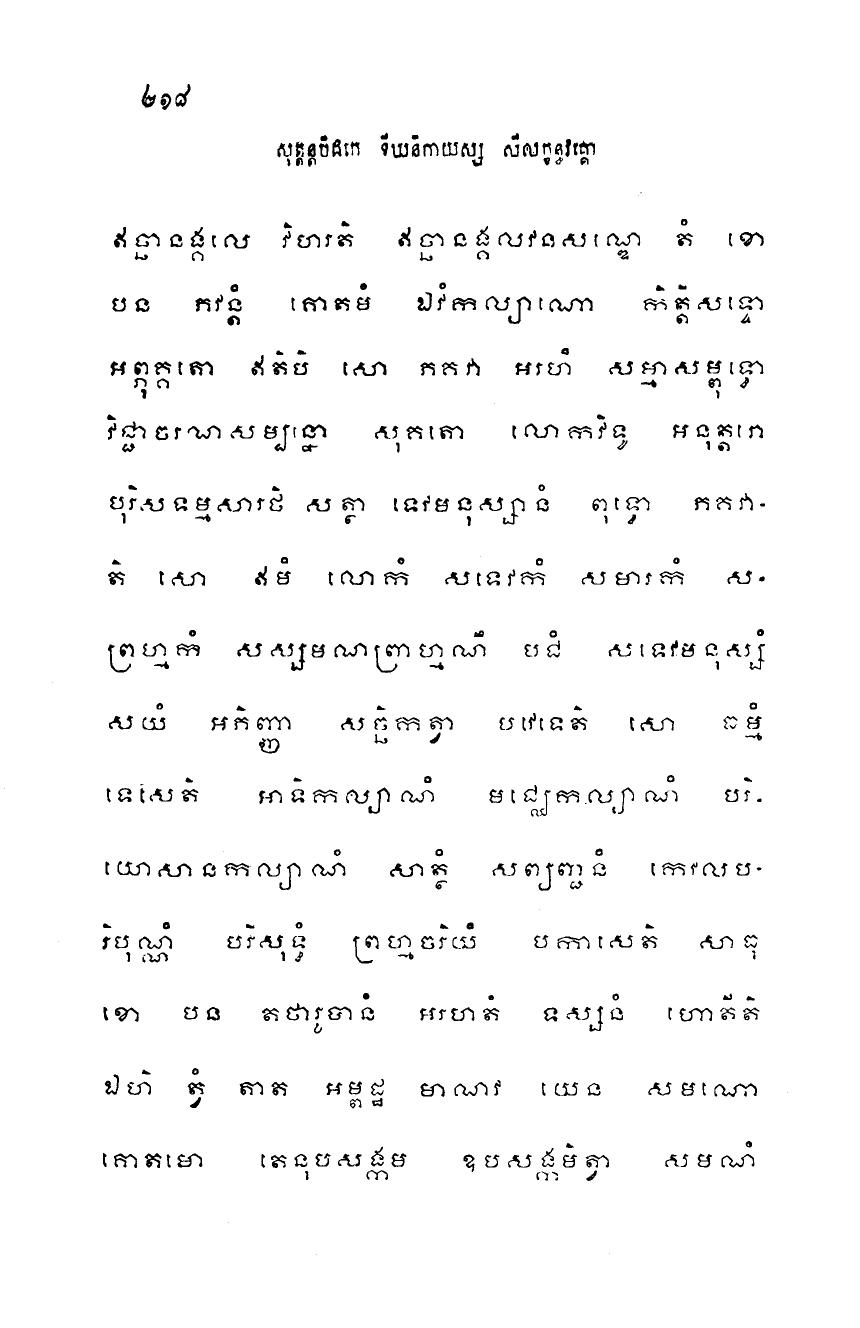 ២១៨
សុត្តន្តបិដកេ ទីឃនិកាយស្ស សីលក្ខន្ធវគ្គោ
ឥច្ឆានង្គលេ វិហរតិ ឥច្ឆានង្គលវនសណ្ឌេ តំ ខោ
បន ភវន្តំ គោតមំ ឯវំកល្យាណោ កិត្តិសទ្ទោ
អព្ភុគ្គតោ ឥតិបិ សោ ភគវា អរហំ សម្មាសម្ពុទ្ធោ
វិជ្ជាចរណសម្បន្នោ សុគតោ លោកវិទូ អនុត្តរោ
បុរិសទម្មសារថិ សត្ថា ទេវមនុស្សានំ ពុទ្ធោ ភគវា-
តិ សោ ឥមំ លោកំ សទេវកំ សមារកំ ស-
ព្រហ្មកំ សស្សមណព្រាហ្មណឹ បជំ សទេវមនុស្សំ
សយំ អភិញ្ញា សច្ឆិកត្វា បវេទេតិ សោ ធម្មំ
ទេសេតិ អាទិកល្យាណំ មជ្ឈេកល្យាណំ បរិ-
យោសានកល្យាណំ សាត្ថំ សព្យញ្ជនំ កេវលប-
រិបុណ្ណំ បរិសុទ្ធំ ព្រហ្មចរិយំ បកាសេតិ សាធុ
ខោ បន តថារូបានំ អរហតំ ទស្សនំ ហោតីតិ
ឯហិ ត្វំ តាត អម្ពដ្ឋ មាណវ យេន សមណោ
គោតមោ តេនុបសង្កម ឧបសង្កមិត្វា សមណំ